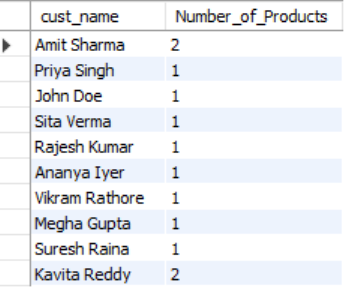 cust_name Number_of_Products
Amit Sharma 2
Priya Singh 1
John Doe 1
Sita Verma 1
Rajesh Kumar 1
Ananya Iyer 1
Vikram Rathore 1
Megha Gupta 1
Suresh Raina 1
Kavita Reddy 2